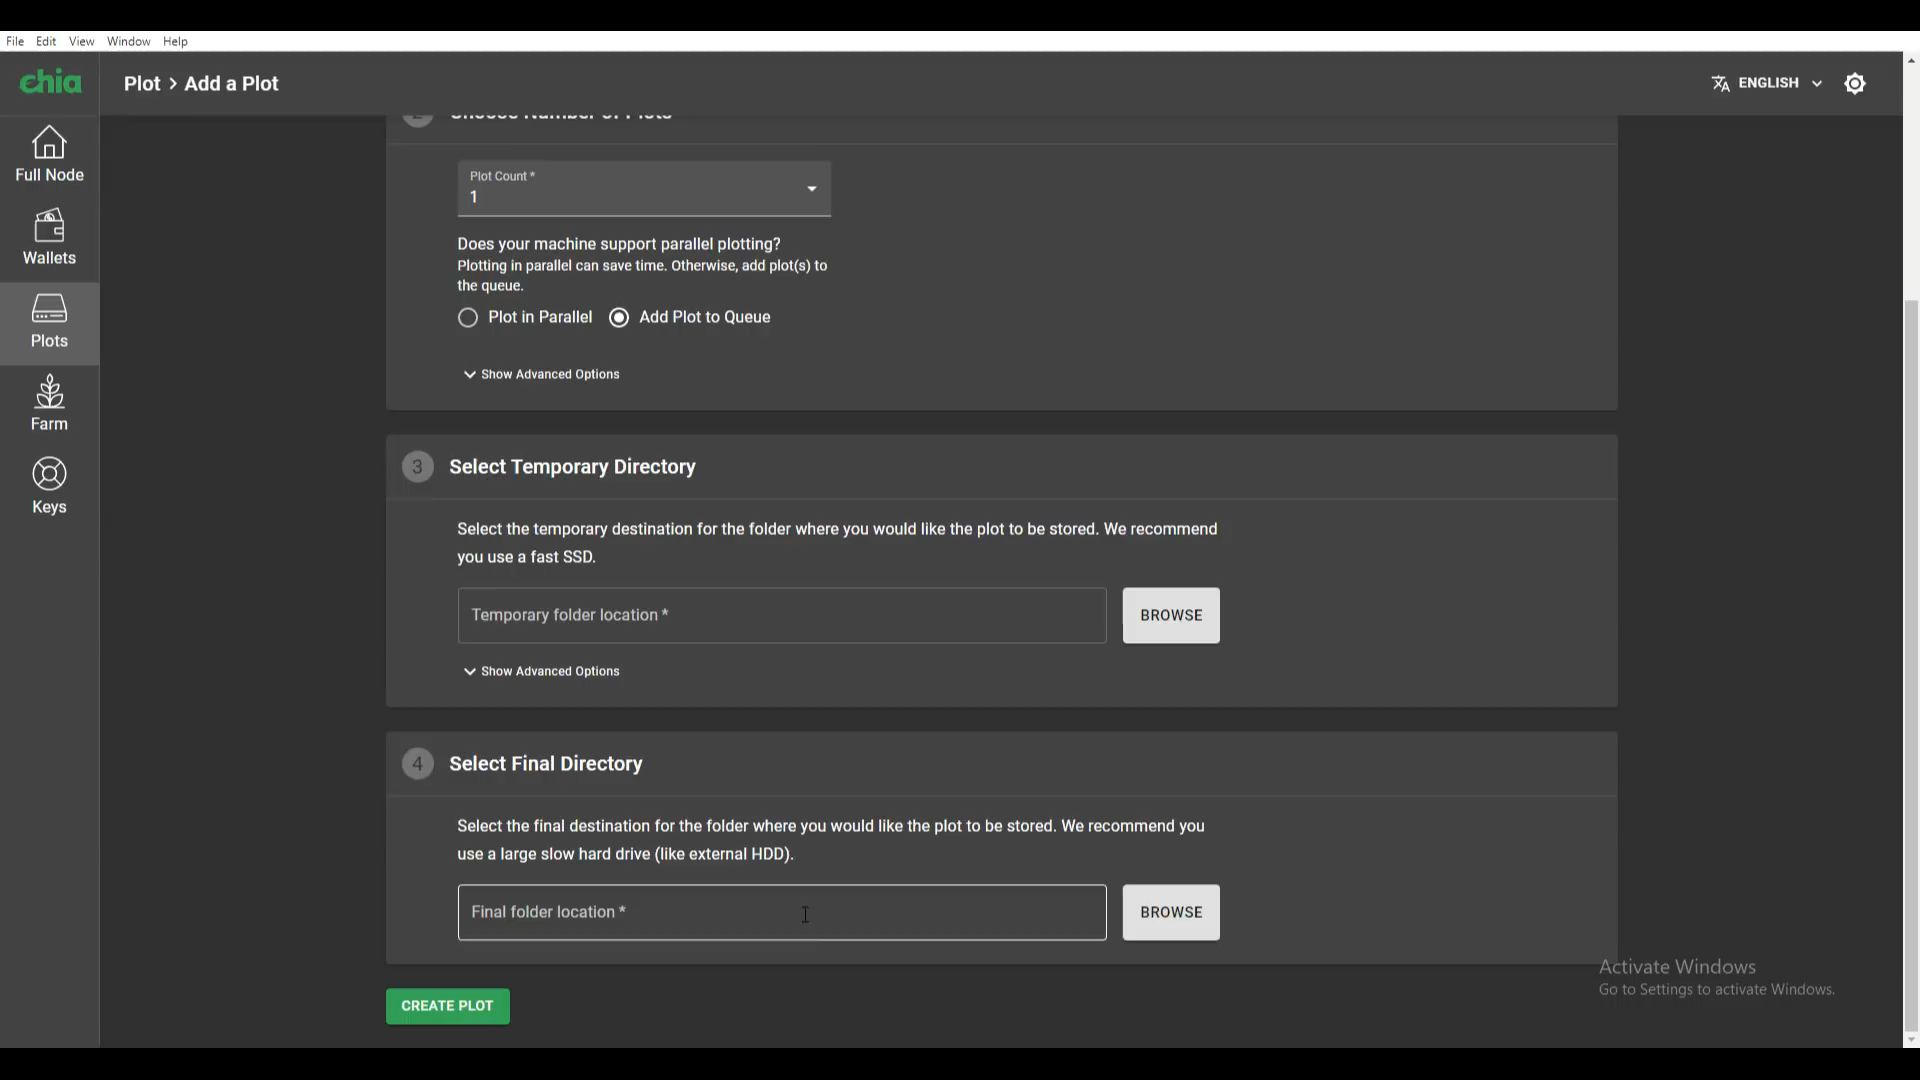 File Edit View Window Help
chia
Plot > Add a Plot
ENGLISH
Full Node
Wallets
Plots
Farm
Keys
Choose Number of Plots
Plot Count *
1
Does your machine support parallel plotting?
Plotting in parallel can save time. Otherwise, add plot(s) to
the queue.
Plot in Parallel Add Plot to Queue
Show Advanced Options
3 Select Temporary Directory
Select the temporary destination for the folder where you would like the plot to be stored. We recommend
you use a fast SSD.
Temporary folder location *
BROWSE
Show Advanced Options
4 Select Final Directory
Select the final destination for the folder where you would like the plot to be stored. We recommend you
use a large slow hard drive (like external HDD).
Final folder location *
BROWSE
CREATE PLOT
Activate Windows
Go to Settings to activate Windows.